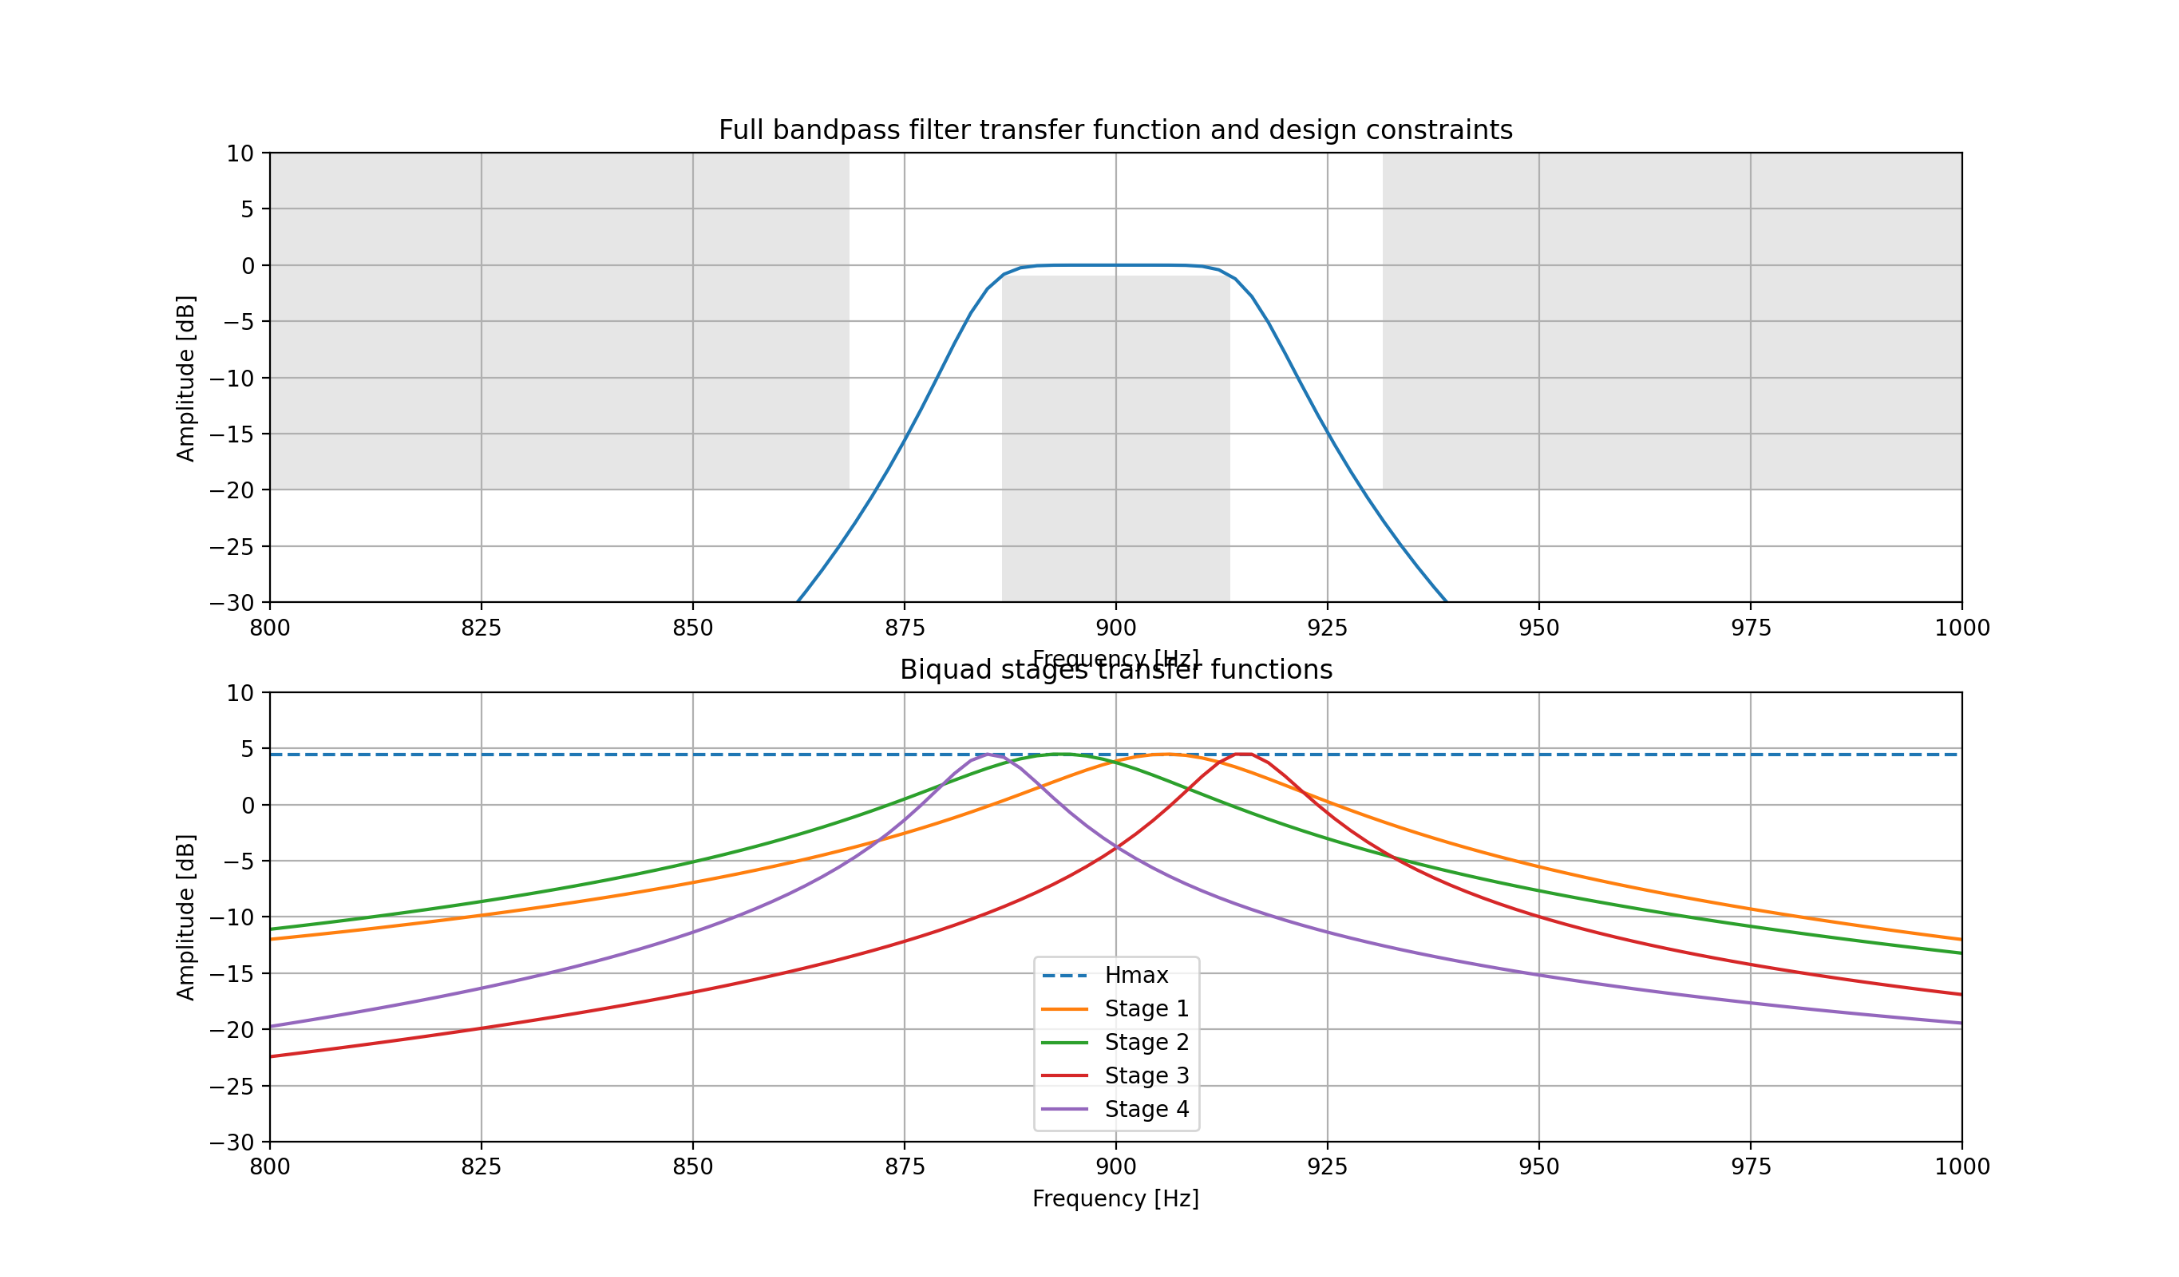 Full bandpass filter transfer function and design constraints
10
5
0
−5
−10
−15
−20
−25
−30
Amplitude [dB]
800 825 850 875 900 925 950 975 1000
Frequency [Hz]
Biquad stages transfer functions
10
5
0
−5
−10
−15
−20
−25
−30
Amplitude [dB]
Hmax
Stage 1
Stage 2
Stage 3
Stage 4
800 825 850 875 900 925 950 975 1000
Frequency [Hz]